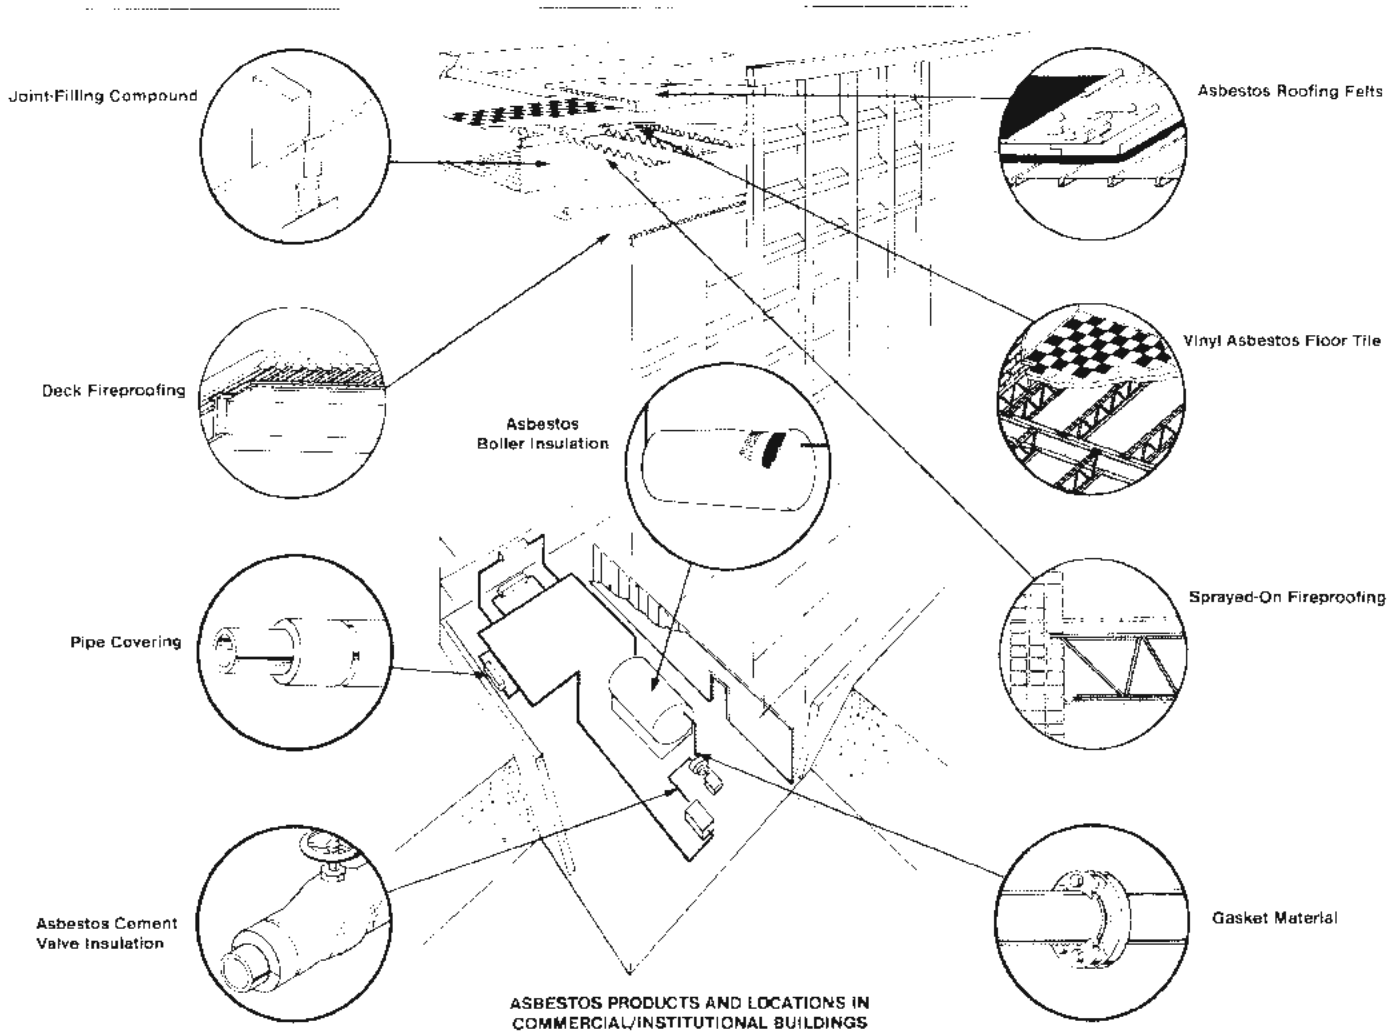 Joint-Filling Compound
Asbestos Roofing Felts
Deck Fireproofing
Vinyl Asbestos Floor Tile
Asbestos
Boiler Insulation
Pipe Covering
Sprayed-On Fireproofing
Asbestos Cement
Valve Insulation
Gasket Material
ASBESTOS PRODUCTS AND LOCATIONS IN
COMMERCIAL/INSTITUTIONAL BUILDINGS